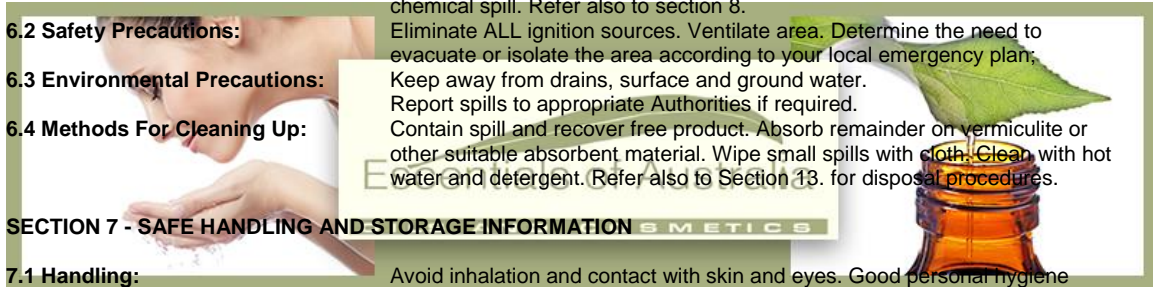 chemical spill. Refer also to section 8.
6.2 Safety Precautions: Eliminate ALL ignition sources. Ventilate area. Determine the need to
evacuate or isolate the area according to your local emergency plan;
6.3 Environmental Precautions: Keep away from drains, surface and ground water.
Report spills to appropriate Authorities if required.
6.4 Methods For Cleaning Up: Contain spill and recover free product. Absorb remainder on vermiculite or
other suitable absorbent material. Wipe small spills with cloth. Clean with hot
Essentials of Australia
water and detergent. Refer also to Section 13. for disposal procedures.
SECTION 7 - SAFE HANDLING AND STORAGE INFORMATION
7.1 Handling: Avoid inhalation and contact with skin and eyes. Good personal hygiene